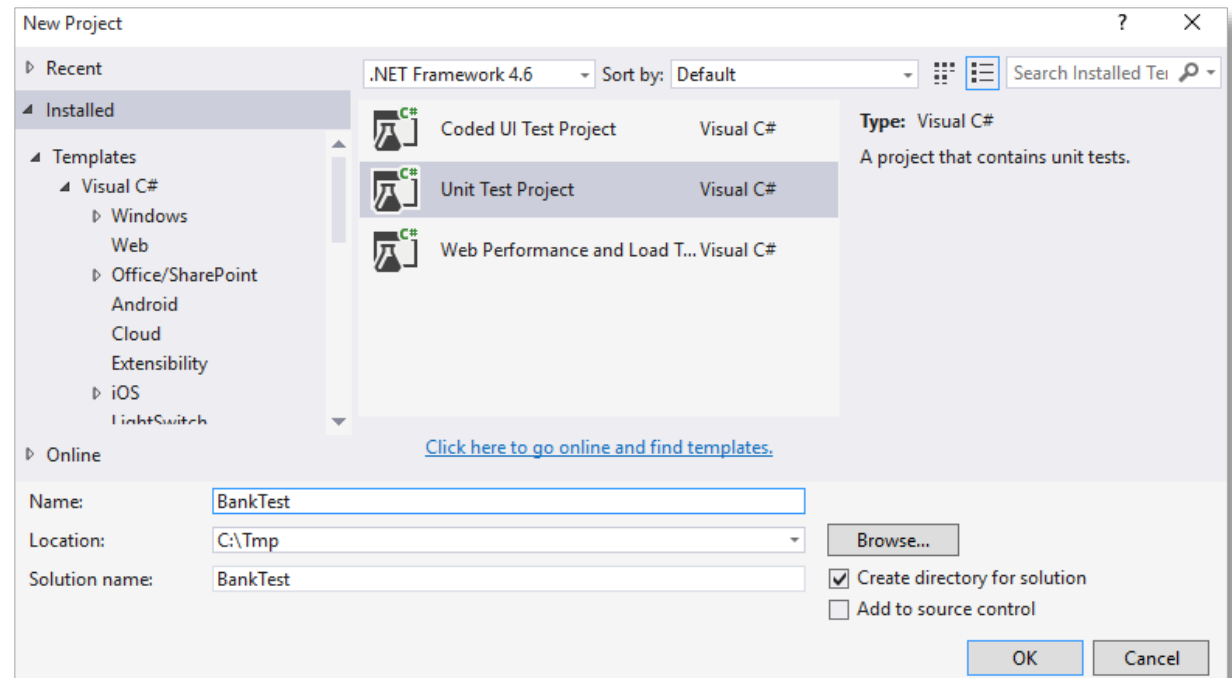 New Project
?
Recent
Installed
Templates
Visual C#
Windows
Web
Office/SharePoint
Android
Cloud
Extensibility
iOS
LightSwitch
Online
.NET Framework 4.6
Sort by: Default
Search Installed Te
C# Coded UI Test Project Visual C#
C# Unit Test Project Visual C#
C# Web Performance and Load T... Visual C#
Click here to go online and find templates.
Type: Visual C#
A project that contains unit tests.
Name: BankTest
Location: C:\Tmp
Browse...
Solution name: BankTest
Create directory for solution
Add to source control
OK Cancel